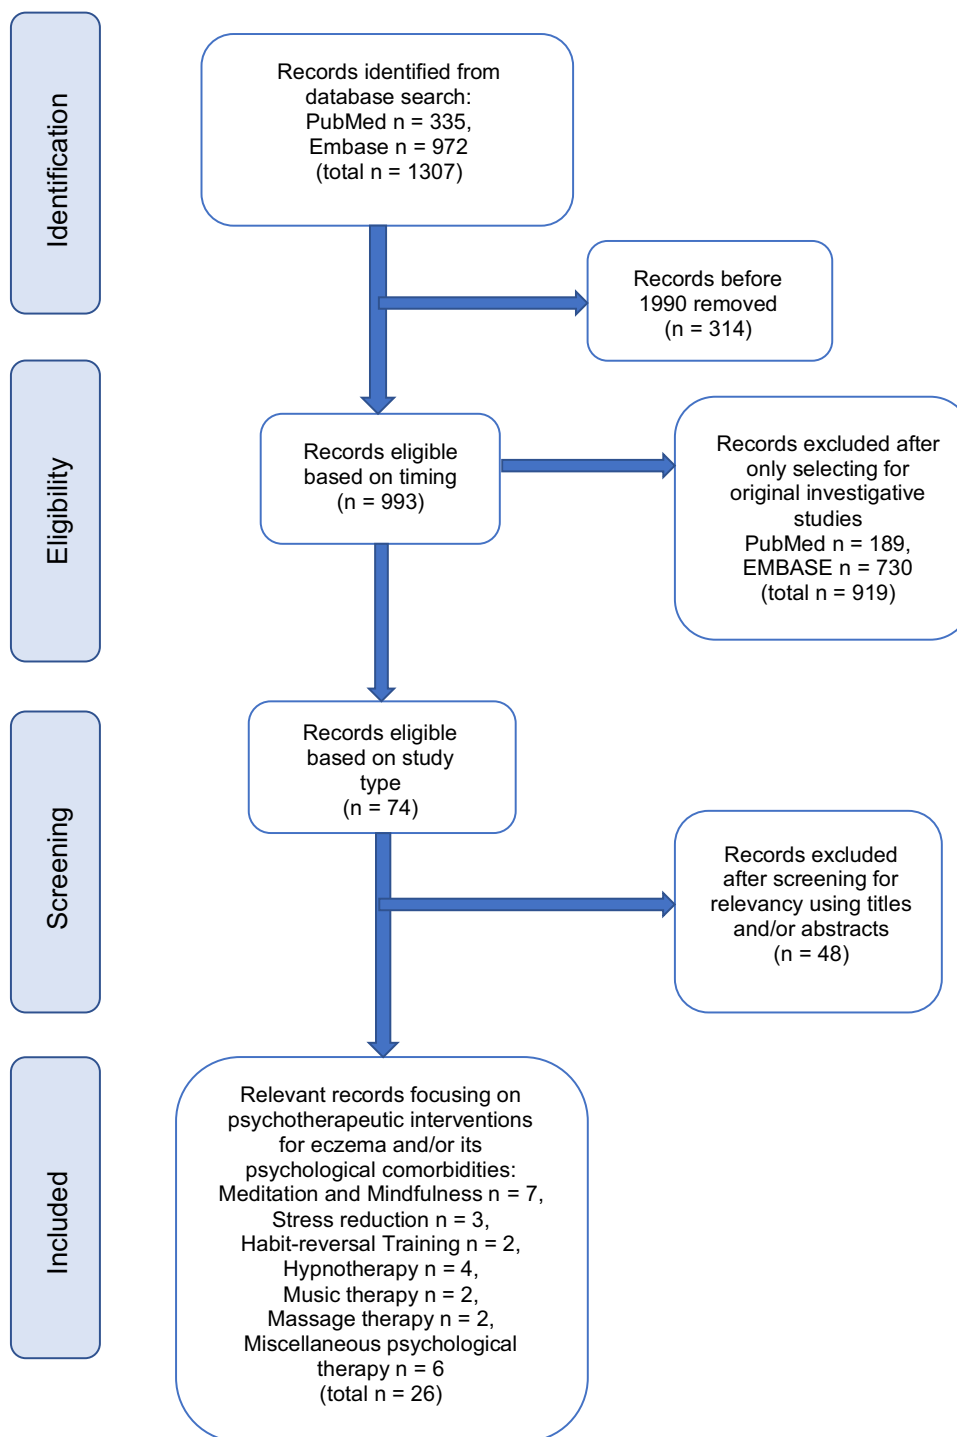 Identification
Records identified from
database search:
PubMed n = 335,
Embase n = 972
(total n = 1307)
Records before
1990 removed
(n = 314)
Eligibility
Records eligible
based on timing
(n = 993)
Records excluded after
only selecting for
original investigative
studies
PubMed n = 189,
EMBASE n = 730
(total n = 919)
Screening
Records eligible
based on study
type
(n = 74)
Records excluded
after screening for
relevancy using titles
and/or abstracts
(n = 48)
Included
Relevant records focusing on
psychotherapeutic interventions
for eczema and/or its
psychological comorbidities:
Meditation and Mindfulness n = 7,
Stress reduction n = 3,
Habit-reversal Training n = 2,
Hypnotherapy n = 4,
Music therapy n = 2,
Massage therapy n = 2,
Miscellaneous psychological
therapy n = 6
(total n = 26)